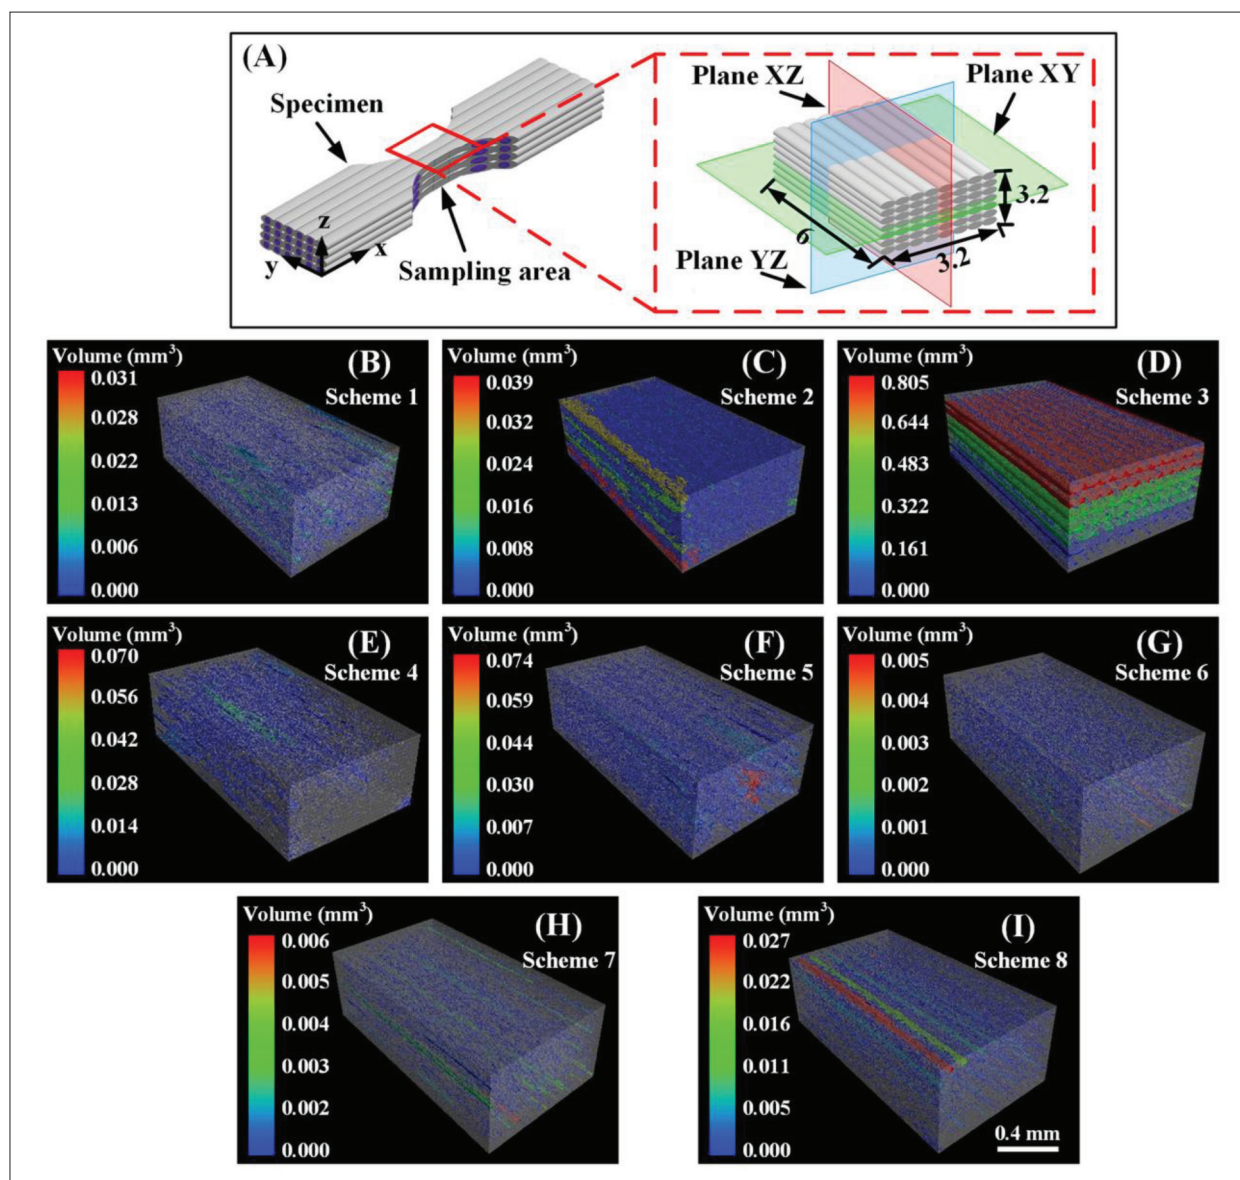 (A)
Specimen
Sampling area
z
y
x
Plane XZ
Plane XY
Plane YZ
6
3.2
3.2
Volume (mm³)
(B)
Scheme 1
0.031
0.028
0.022
0.013
0.006
0.000
Volume (mm³)
(C)
Scheme 2
0.039
0.032
0.024
0.016
0.008
0.000
Volume (mm³)
(D)
Scheme 3
0.805
0.644
0.483
0.322
0.161
0.000
Volume (mm³)
(E)
Scheme 4
0.070
0.056
0.042
0.028
0.014
0.000
Volume (mm³)
(F)
Scheme 5
0.074
0.059
0.044
0.030
0.007
0.000
Volume (mm³)
(G)
Scheme 6
0.005
0.004
0.003
0.002
0.001
0.000
Volume (mm³)
(H)
Scheme 7
0.006
0.005
0.004
0.003
0.002
0.000
Volume (mm³)
(I)
Scheme 8
0.027
0.022
0.016
0.011
0.005
0.000
0.4 mm